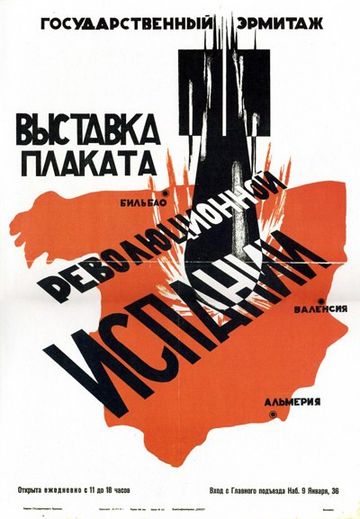 ГОСУДАРСТВЕННЫЙ ЭРМИТАЖ
ВЫСТАВКА
ПЛАКАТА
РЕВОЛЮЦИОННОЙ
ИСПАНИИ
БИЛЬБАО
ВАЛЕНСИЯ
АЛЬМЕРИЯ
Открыта ежедневно с 11 до 18 часов
Вход с Главного подъезда Наб. 9 Января, 36